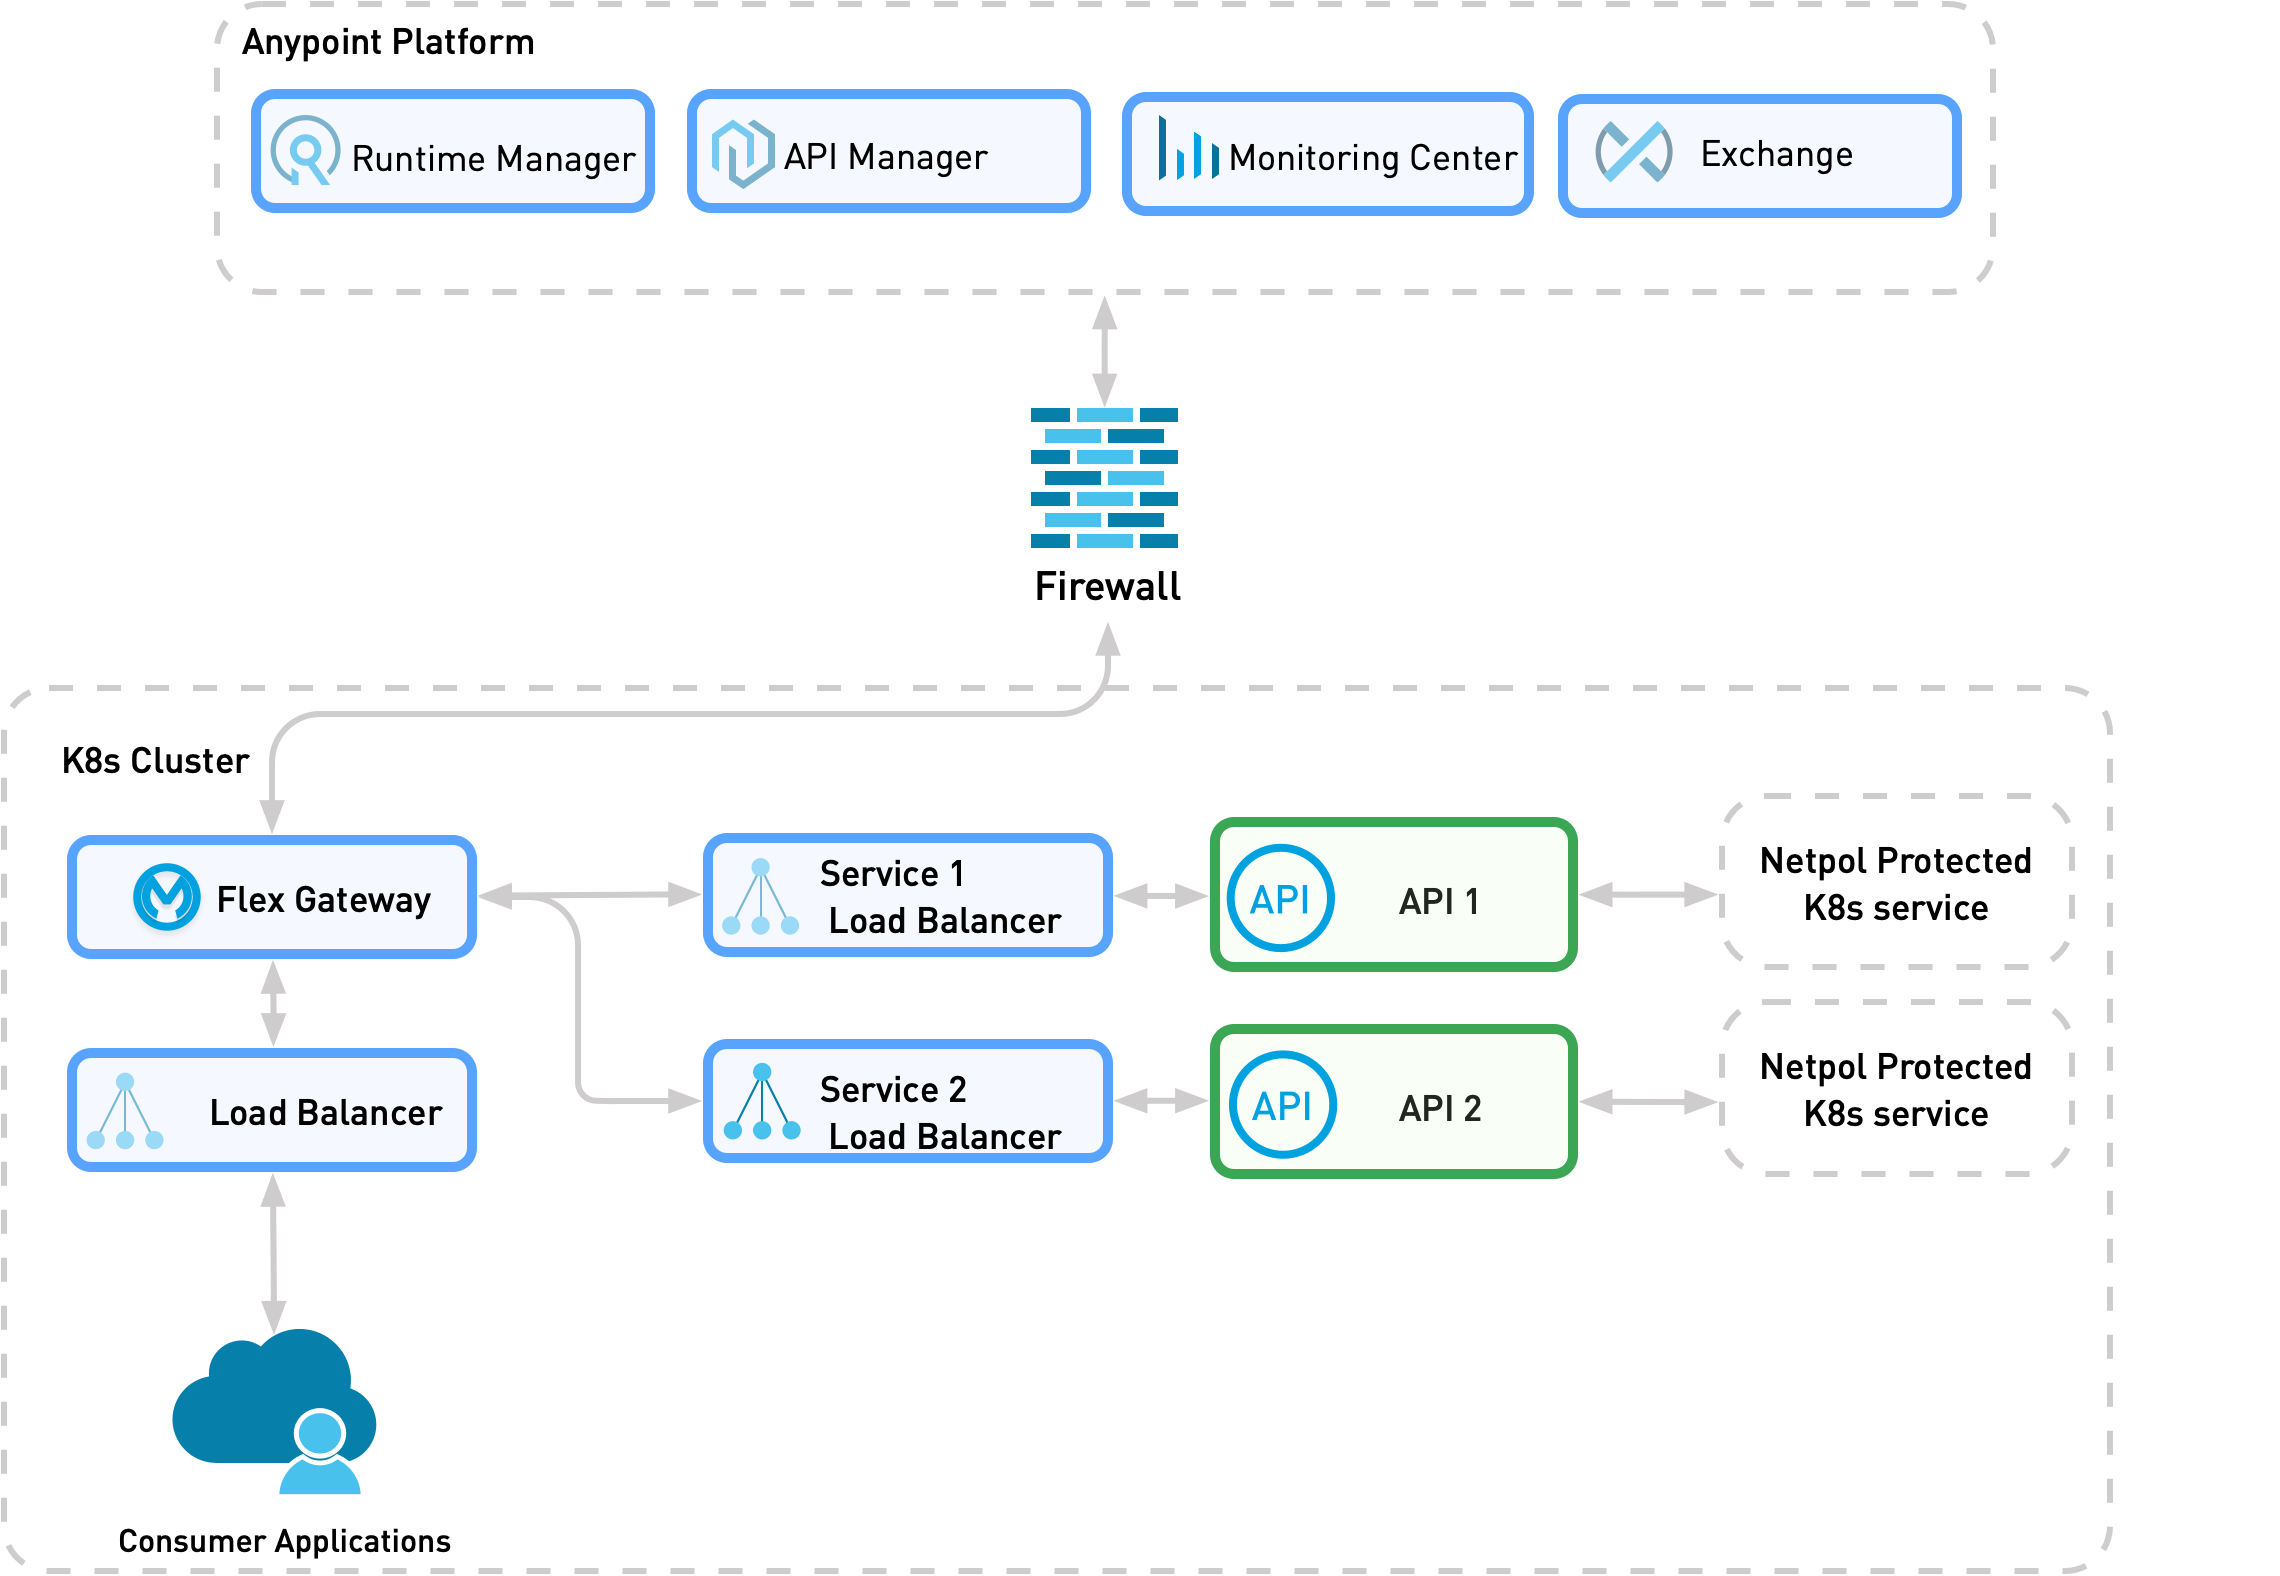 Anypoint Platform
Runtime Manager
API Manager
Monitoring Center
Exchange
Firewall
K8s Cluster
Flex Gateway
Service 1
Load Balancer
API
API 1
Netpol Protected
K8s service
Load Balancer
Service 2
Load Balancer
API
API 2
Netpol Protected
K8s service
Consumer Applications